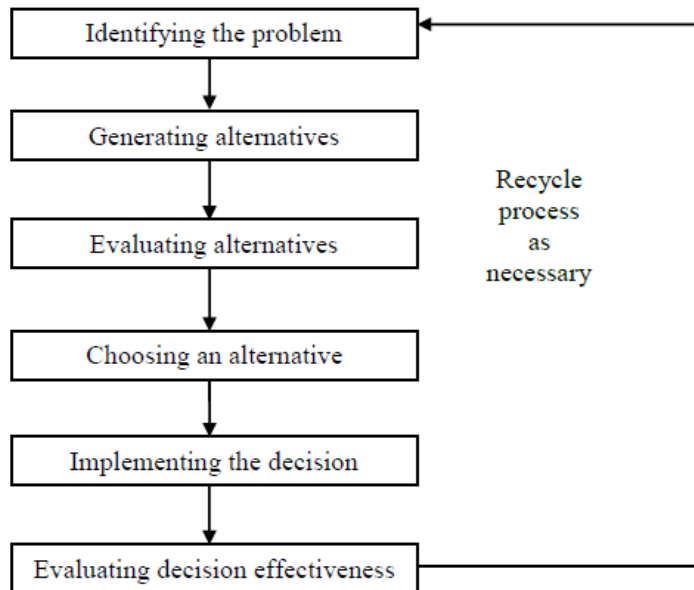 Identifying the problem
Generating alternatives
Evaluating alternatives
Recycle
process
as
necessary
Choosing an alternative
Implementing the decision
Evaluating decision effectiveness